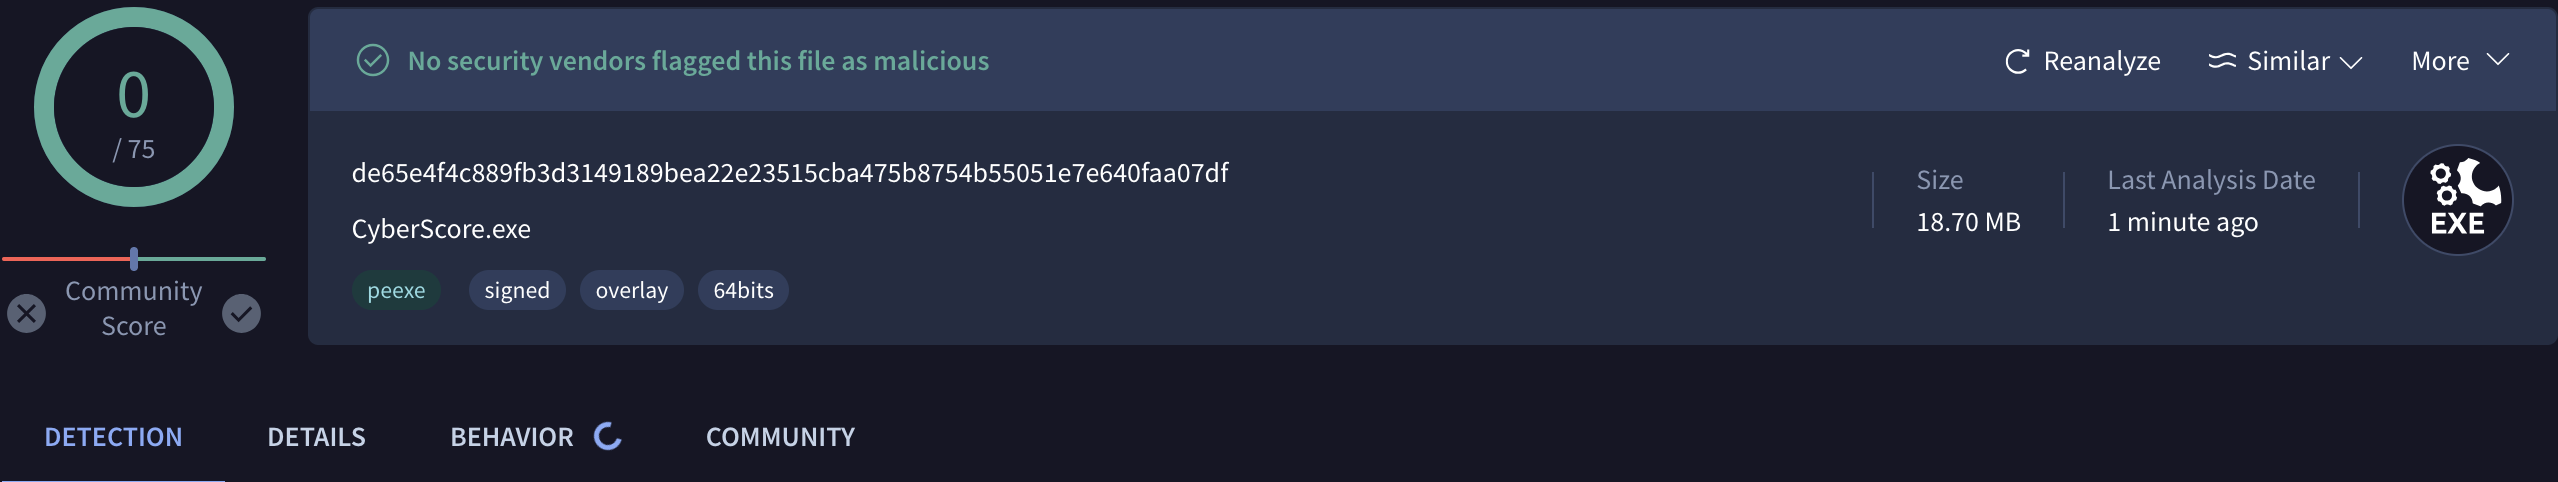 0
/ 75
Community
Score
No security vendors flagged this file as malicious
Reanalyze
Similar
More
de65e4f4c889fb3d3149189bea22e23515cba475b8754b55051e7e640faa07df
CyberScore.exe
peexe
signed
overlay
64bits
Size
18.70 MB
Last Analysis Date
1 minute ago
EXE
DETECTION
DETAILS
BEHAVIOR
COMMUNITY